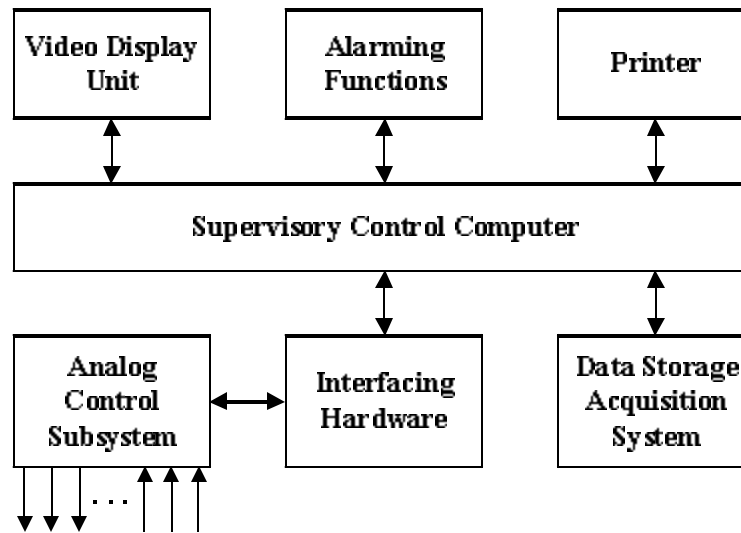 Video Display
Unit
Alarming
Functions
Printer
Supervisory Control Computer
Analog
Control
Subsystem
Interfacing
Hardware
Data Storage
Acquisition
System
. . .